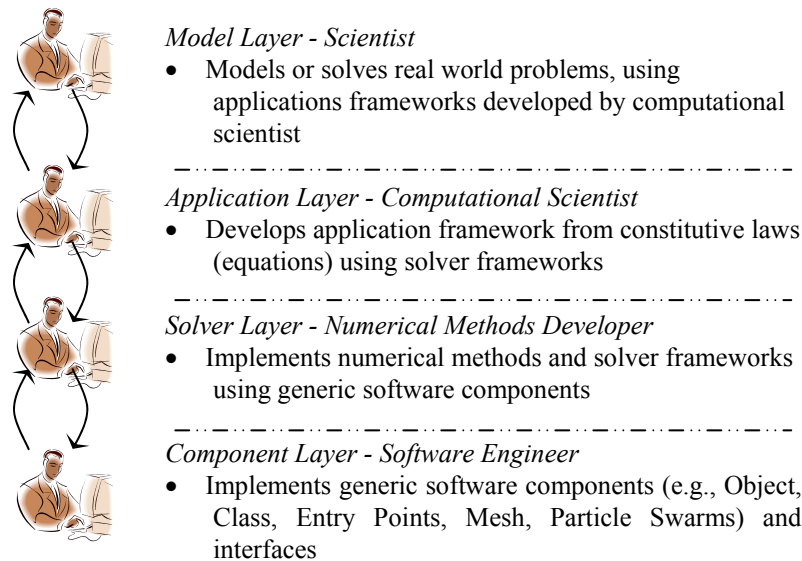 Model Layer - Scientist
• Models or solves real world problems, using
applications frameworks developed by computational
scientist
Application Layer - Computational Scientist
• Develops application framework from constitutive laws
(equations) using solver frameworks
Solver Layer - Numerical Methods Developer
• Implements numerical methods and solver frameworks
using generic software components
Component Layer - Software Engineer
• Implements generic software components (e.g., Object,
Class, Entry Points, Mesh, Particle Swarms) and
interfaces